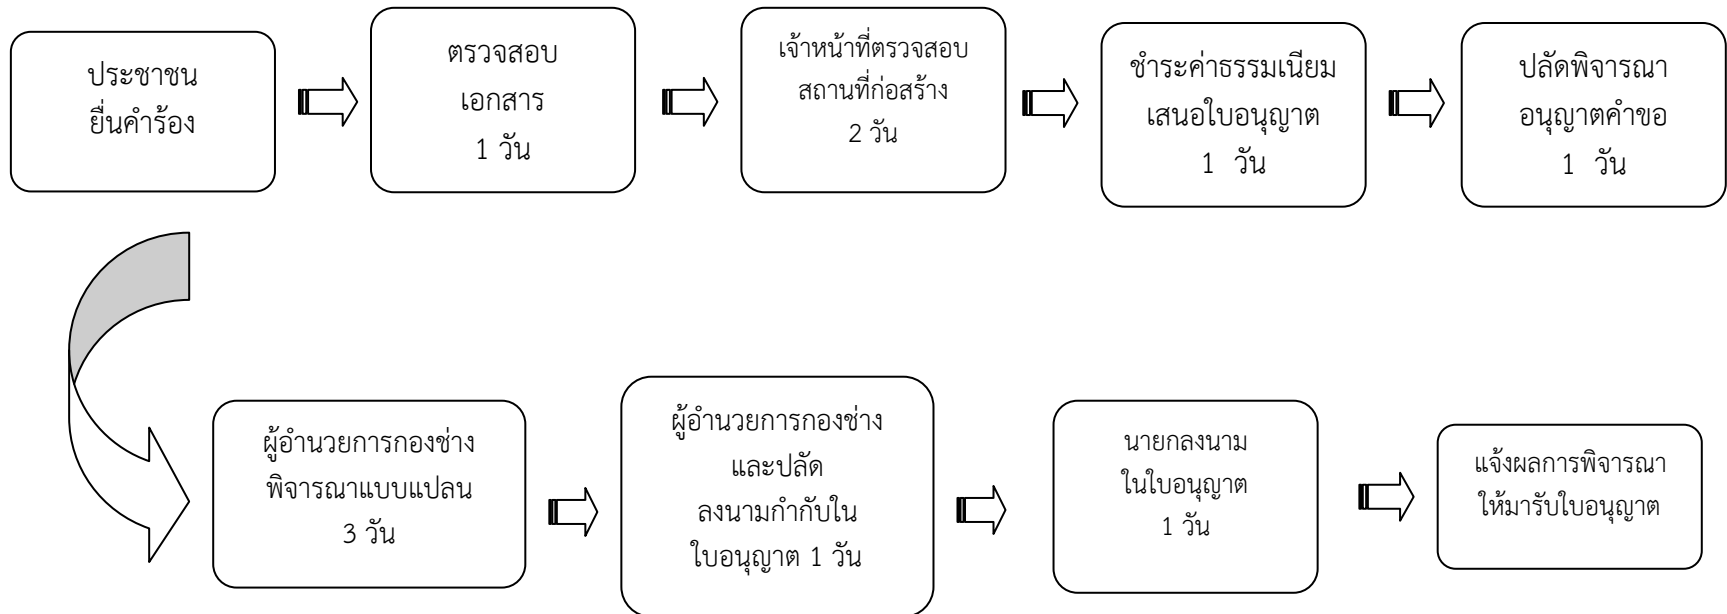 ประชาชน
ยื่นคำร้อง
ตรวจสอบ
เอกสาร
1 วัน
เจ้าหน้าที่ตรวจสอบ
สถานที่ก่อสร้าง
2 วัน
ชำระค่าธรรมเนียม
เสนอใบอนุญาต
1 วัน
ปลัดพิจารณา
อนุญาตคำขอ
1 วัน
ผู้อำนวยการกองช่าง
พิจารณาแบบแปลน
3 วัน
ผู้อำนวยการกองช่าง
และปลัด
ลงนามกำกับใน
ใบอนุญาต 1 วัน
นายกลงนาม
ในใบอนุญาต
1 วัน
แจ้งผลการพิจารณา
ให้มารับใบอนุญาต